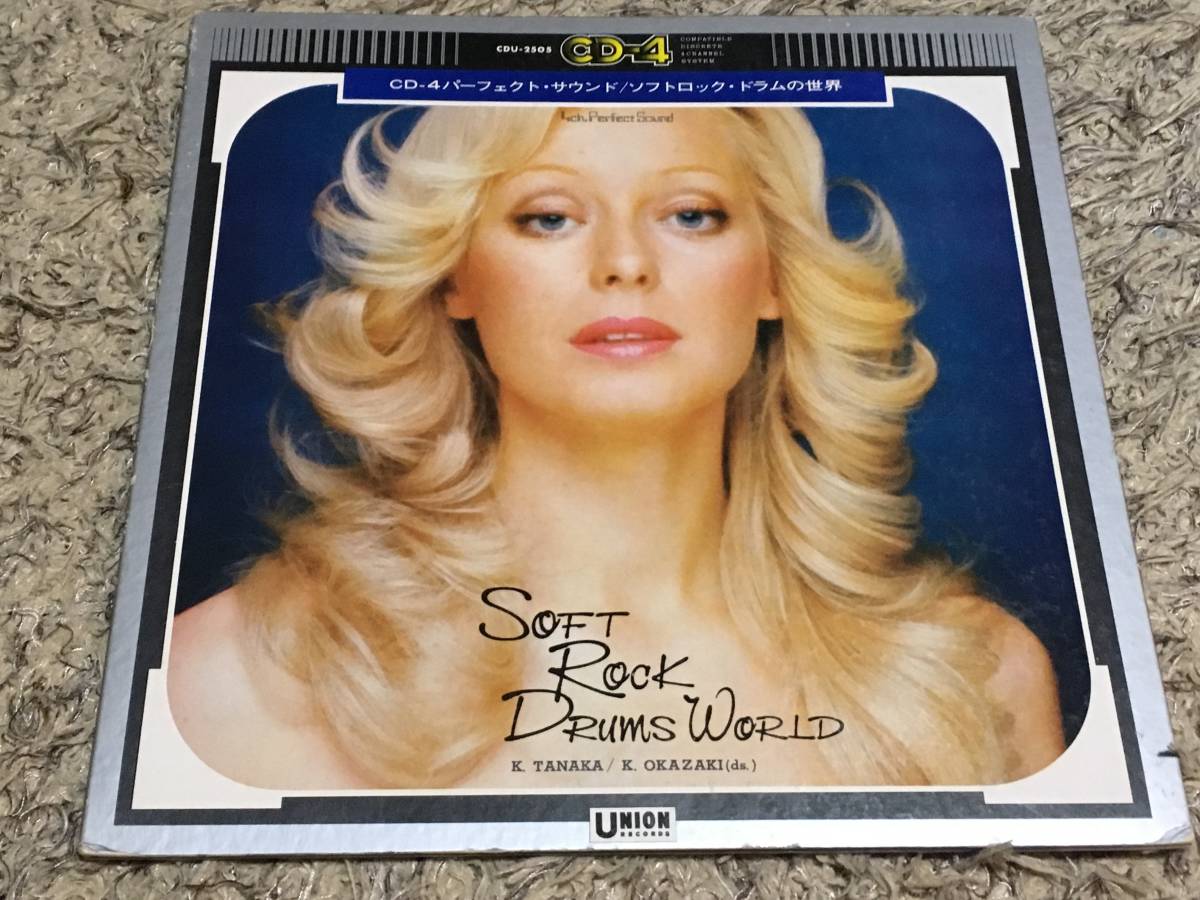 CDU-2505 CD-4
COMPATIBLE
DISCRETE
4CHANNEL
SYSTEM
CD-4パーフェクト・サウンド/ソフトロック・ドラムの世界
4ch. Perfect Sound
SOFT
ROCK
DRUMS WORLD
K. TANAKA / K. OKAZAKI (ds.)
UNION
RECORDS